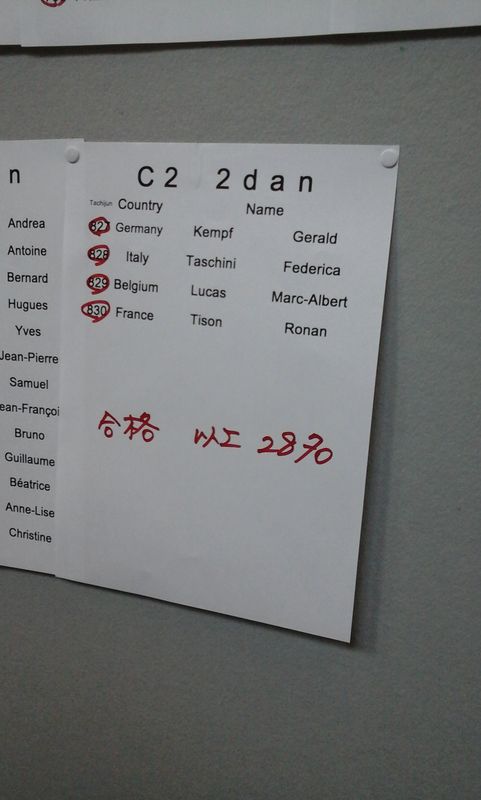 n
Andrea
Antoine
Bernard
Hugues
Yves
Jean-Pierre
Samuel
ean-Françoi
Bruno
Guillaume
Béatrice
Anne-Lise
Christine
C2 2dan
Tachijun Country Name
827 Germany Kempf Gerald
828 Italy Taschini Federica
829 Belgium Lucas Marc-Albert
830 France Tison Ronan
合格 以上